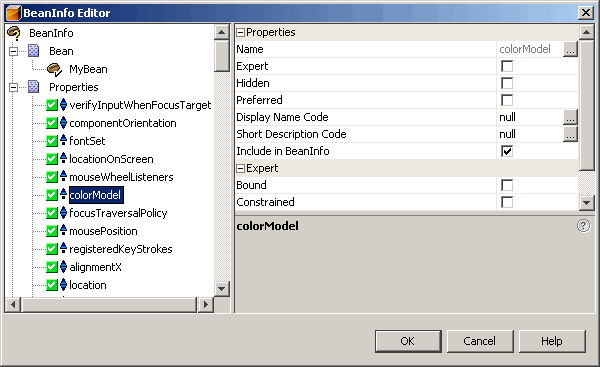 BeanInfo Editor
BeanInfo
Bean
MyBean
Properties
verifyInputWhenFocusTarget
componentOrientation
fontSet
locationOnScreen
mouseWheelListeners
colorModel
focusTraversalPolicy
mousePosition
registeredKeyStrokes
alignmentX
location
Properties
Name colorModel ...
Expert
Hidden
Preferred
Display Name Code null ...
Short Description Code null ...
Include in BeanInfo
Expert
Bound
Constrained
colorModel ?
OK Cancel Help